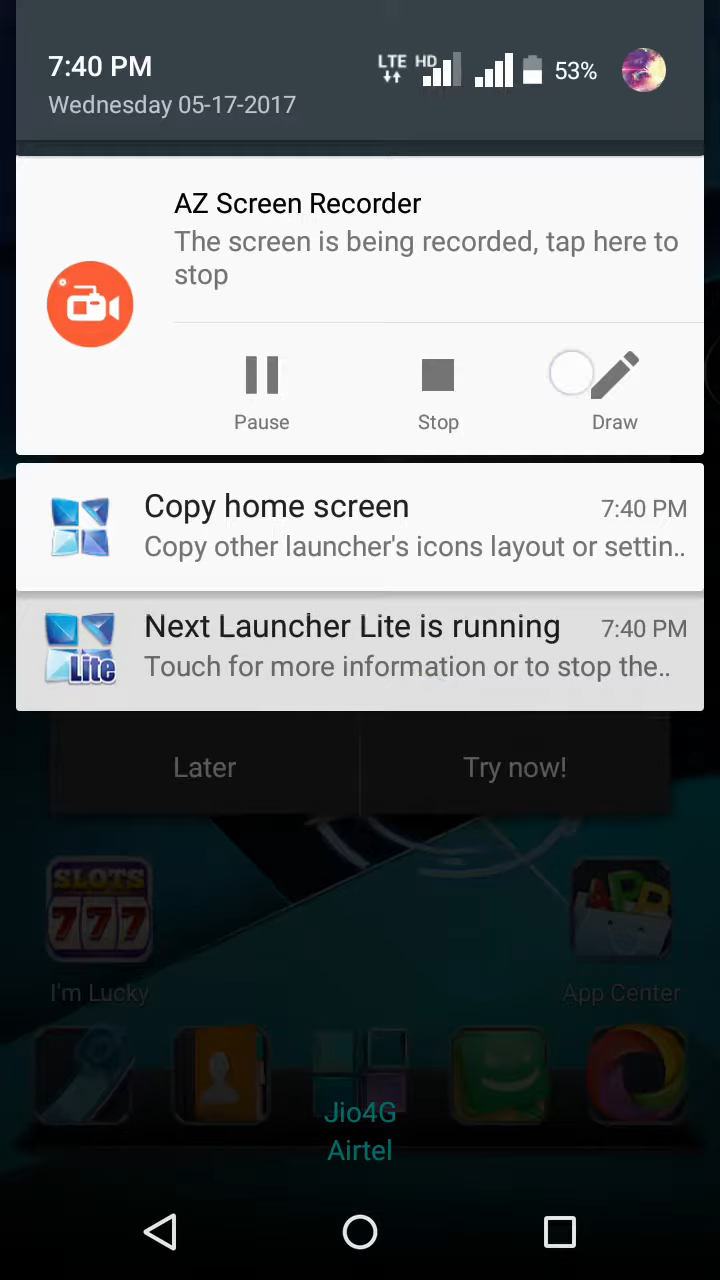 7:40 PM
LTE HD
53%
Wednesday 05-17-2017
AZ Screen Recorder
The screen is being recorded, tap here to
stop
Pause
Stop
Draw
Copy home screen
7:40 PM
Copy other launcher's icons layout or settin..
Next Launcher Lite is running
7:40 PM
Lite
Touch for more information or to stop the..
Later
Try now!
SLOTS
777
APP
I'm Lucky
App Center
Jio4G
Airtel